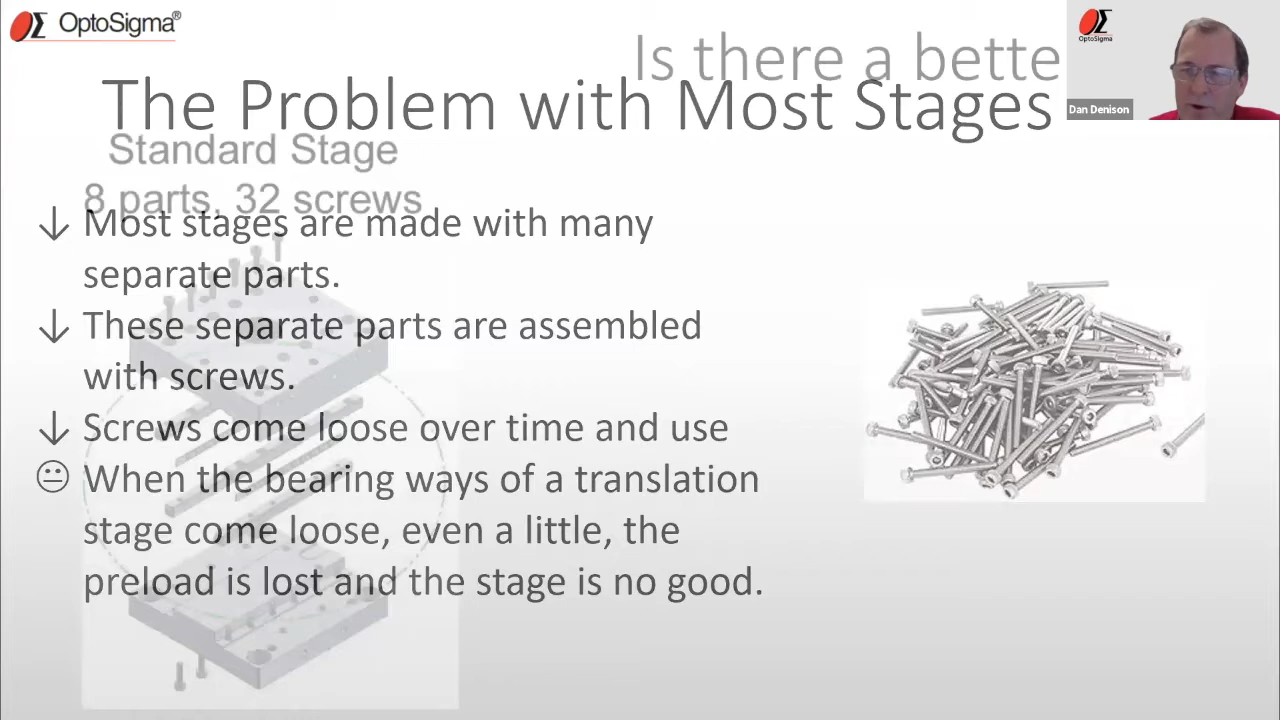 OptoSigma®
Is there a bette
OptoSigma
Dan Denison
The Problem with Most Stages
Standard Stage
8 parts, 32 screws
↓ Most stages are made with many
separate parts.
↓ These separate parts are assembled
with screws.
↓ Screws come loose over time and use
😐 When the bearing ways of a translation
stage come loose, even a little, the
preload is lost and the stage is no good.